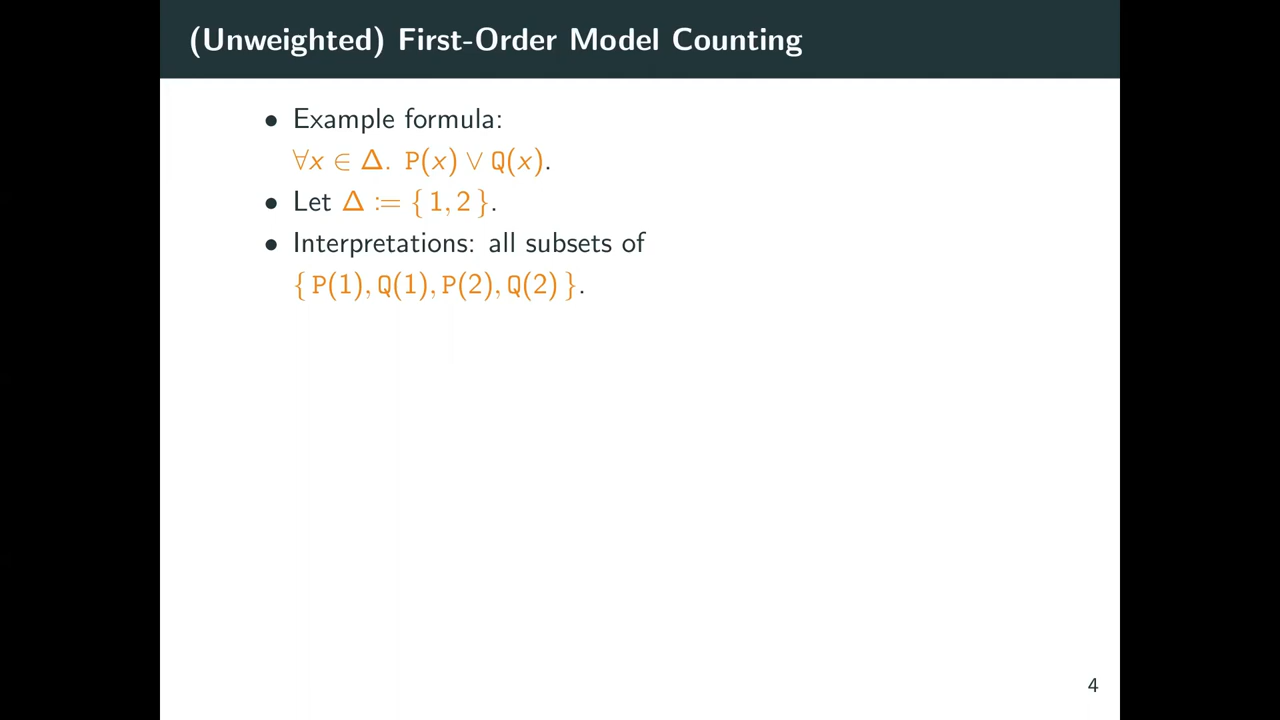 (Unweighted) First-Order Model Counting
• Example formula:
∀x ∈ Δ. P(x) ∨ Q(x).
• Let Δ := { 1, 2 }.
• Interpretations: all subsets of
{ P(1), Q(1), P(2), Q(2) }.
4